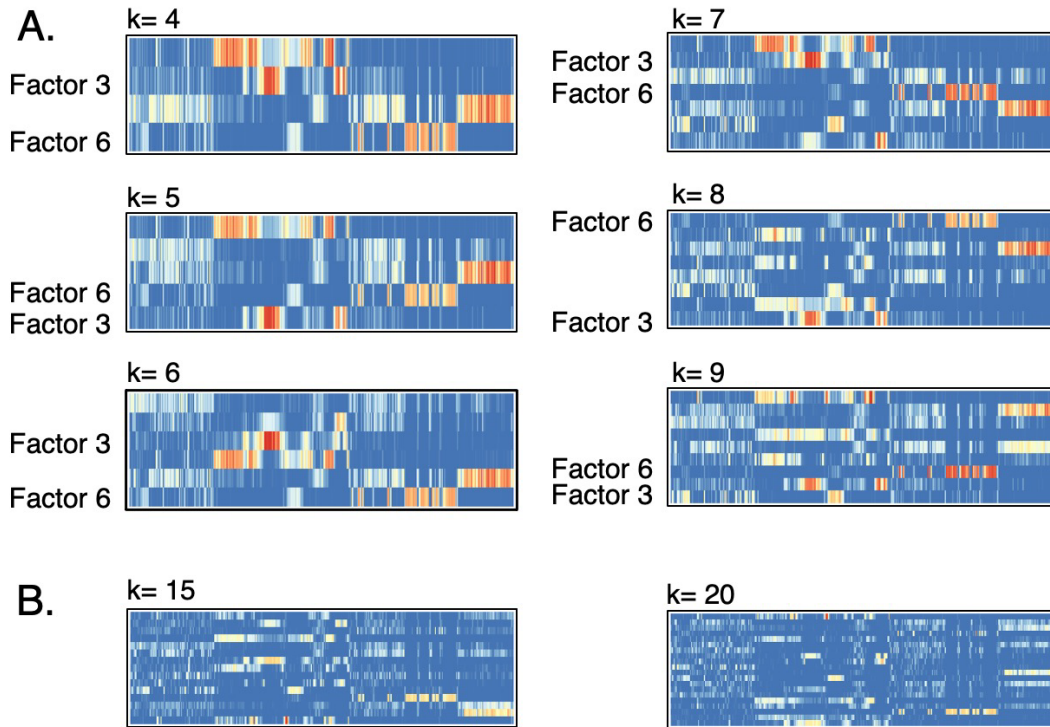 A.
k= 4
Factor 3
Factor 6
k= 5
Factor 6
Factor 3
k= 6
Factor 3
Factor 6
k= 7
Factor 3
Factor 6
k= 8
Factor 6
Factor 3
k= 9
Factor 6
Factor 3
B.
k= 15
k= 20